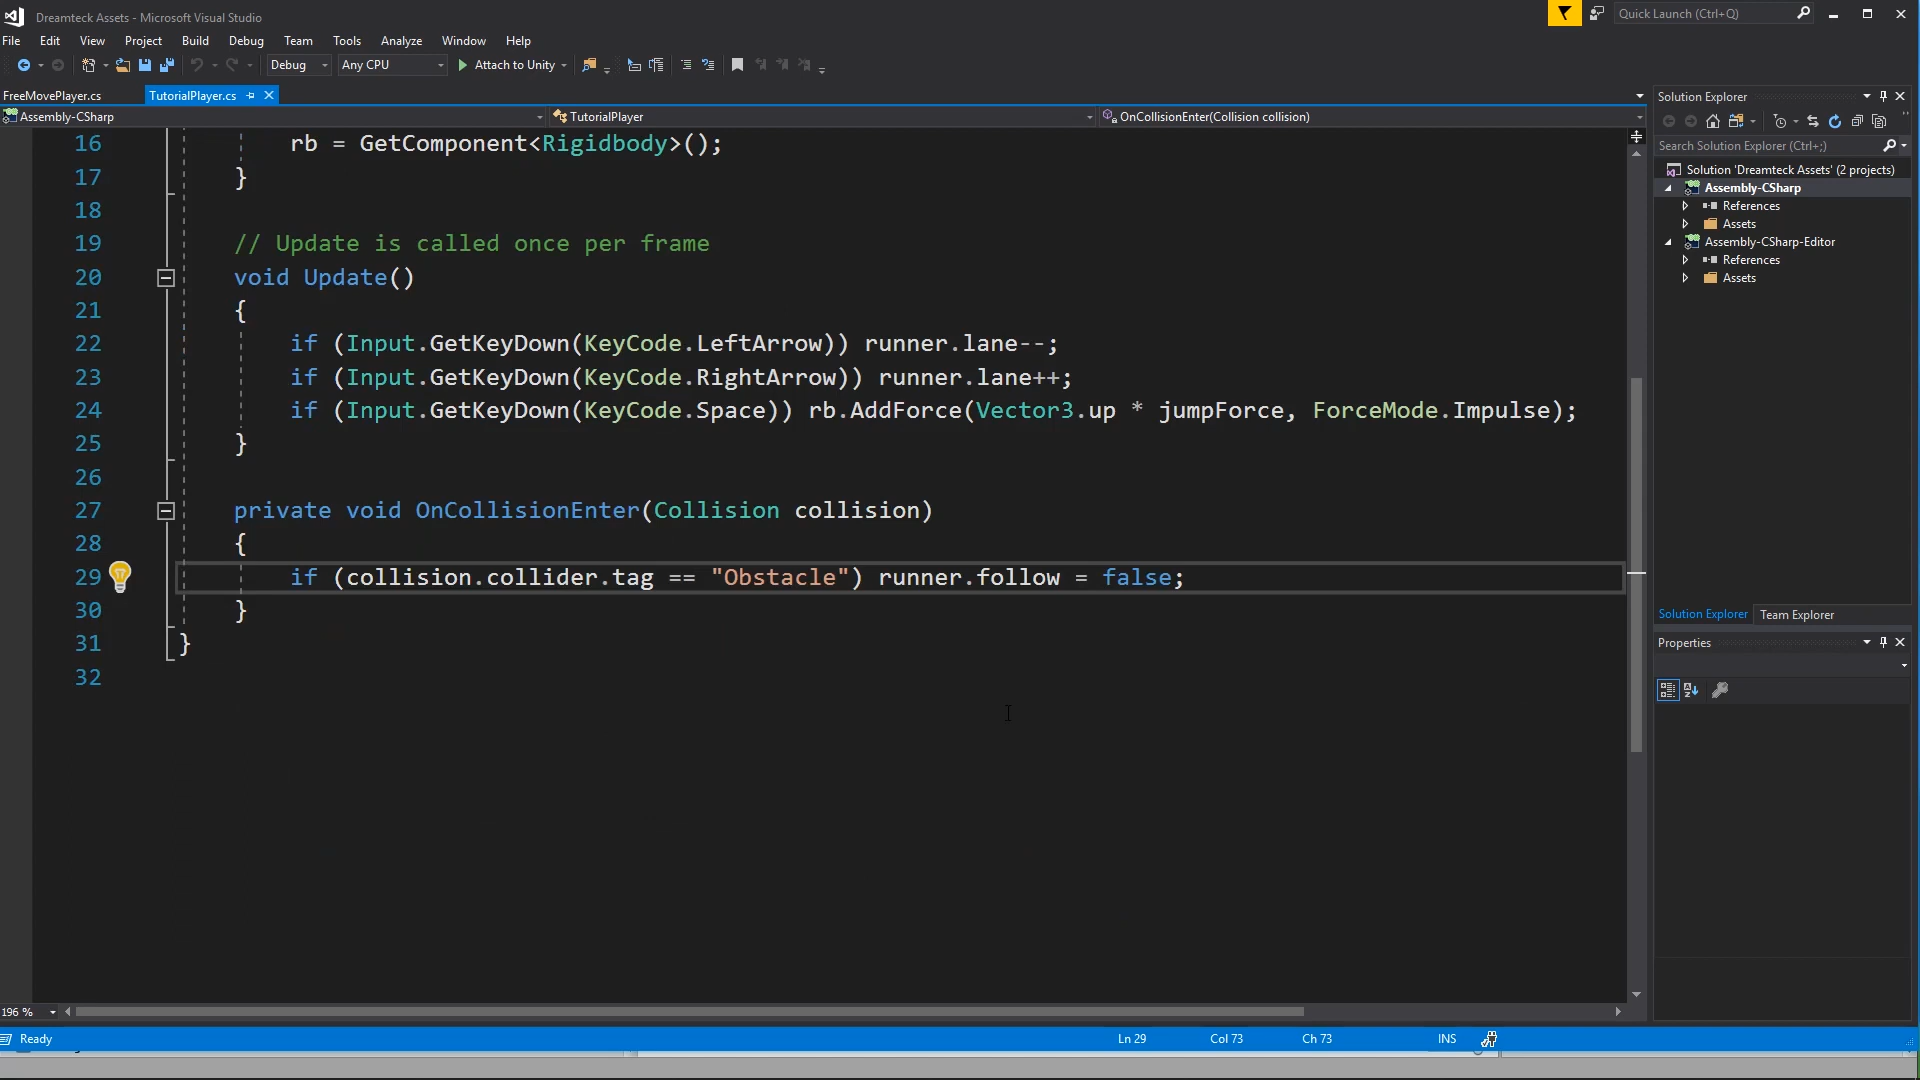 Dreamteck Assets - Microsoft Visual Studio
Quick Launch (Ctrl+Q)
File Edit View Project Build Debug Team Tools Analyze Window Help
Debug Any CPU Attach to Unity
FreeMovePlayer.cs TutorialPlayer.cs
Assembly-CSharp TutorialPlayer OnCollisionEnter(Collision collision)
16 rb = GetComponent<Rigidbody>();
17 }
18
19 // Update is called once per frame
20 void Update()
21 {
22 if (Input.GetKeyDown(KeyCode.LeftArrow)) runner.lane--;
23 if (Input.GetKeyDown(KeyCode.RightArrow)) runner.lane++;
24 if (Input.GetKeyDown(KeyCode.Space)) rb.AddForce(Vector3.up * jumpForce, ForceMode.Impulse);
25 }
26
27 private void OnCollisionEnter(Collision collision)
28 {
29 if (collision.collider.tag == "Obstacle") runner.follow = false;
30 }
31 }
32
Solution Explorer
Search Solution Explorer (Ctrl+;)
Solution 'Dreamteck Assets' (2 projects)
Assembly-CSharp
References
Assets
Assembly-CSharp-Editor
References
Assets
Solution Explorer Team Explorer
Properties
196 %
Ready Ln 29 Col 73 Ch 73 INS